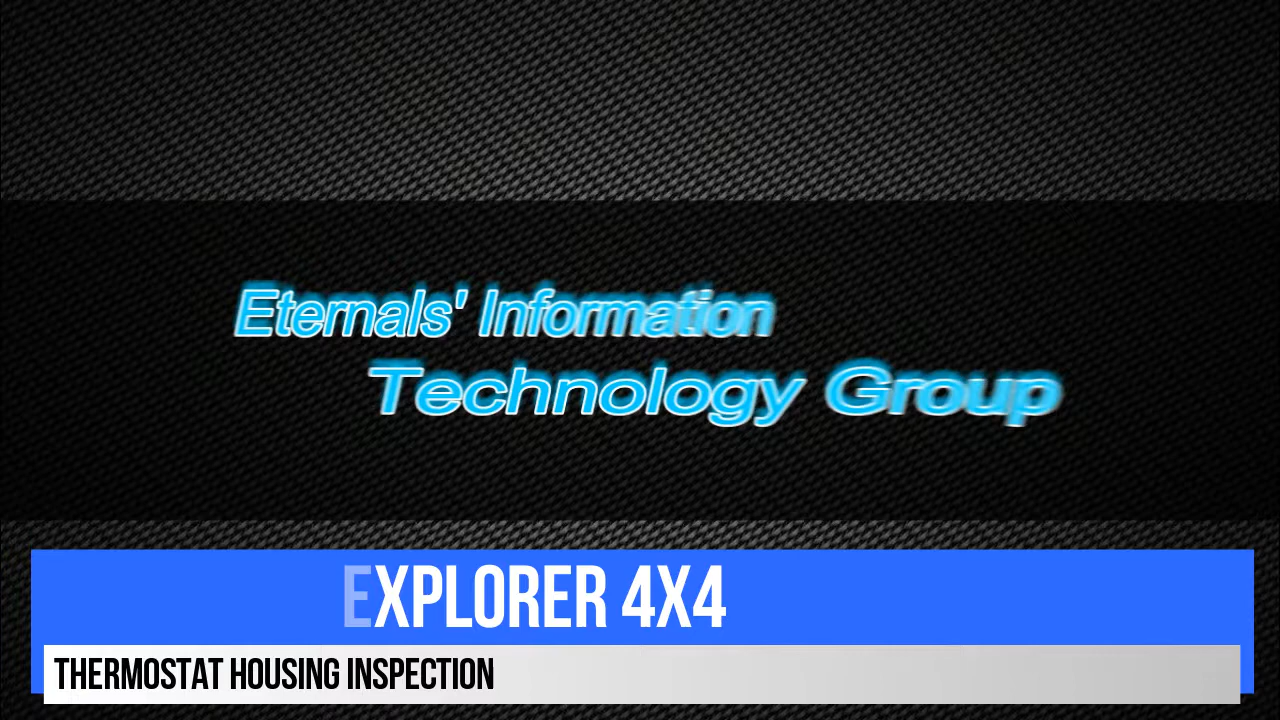 Eternals' Information
Technology Group
EXPLORER 4X4
THERMOSTAT HOUSING INSPECTION